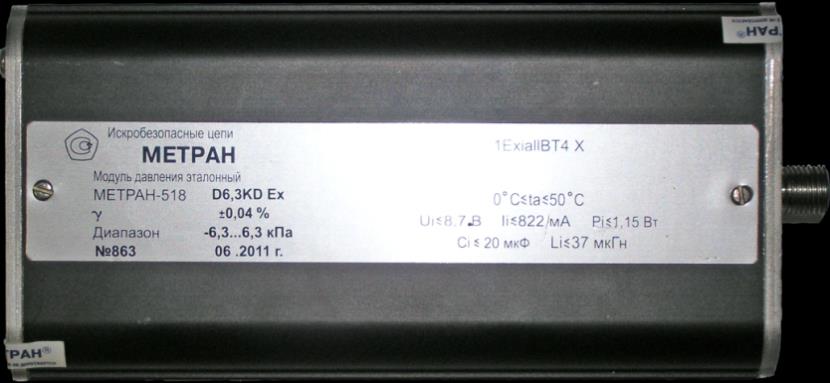 Искробезопасные цепи
МЕТРАН
Модуль давления эталонный
МЕТРАН-518 D6,3KD Ex
γ ±0,04 %
Диапазон -6,3...6,3 кПа
№863 06 .2011 г.
1ExiaIIBT4 X
0°C≤ta≤50°C
Ui≤8,7.В Ii≤822/мА Pi≤1,15 Вт
Ci ≤ 20 мкФ Li≤37 мкГн
ТРАН®
ТРАН®